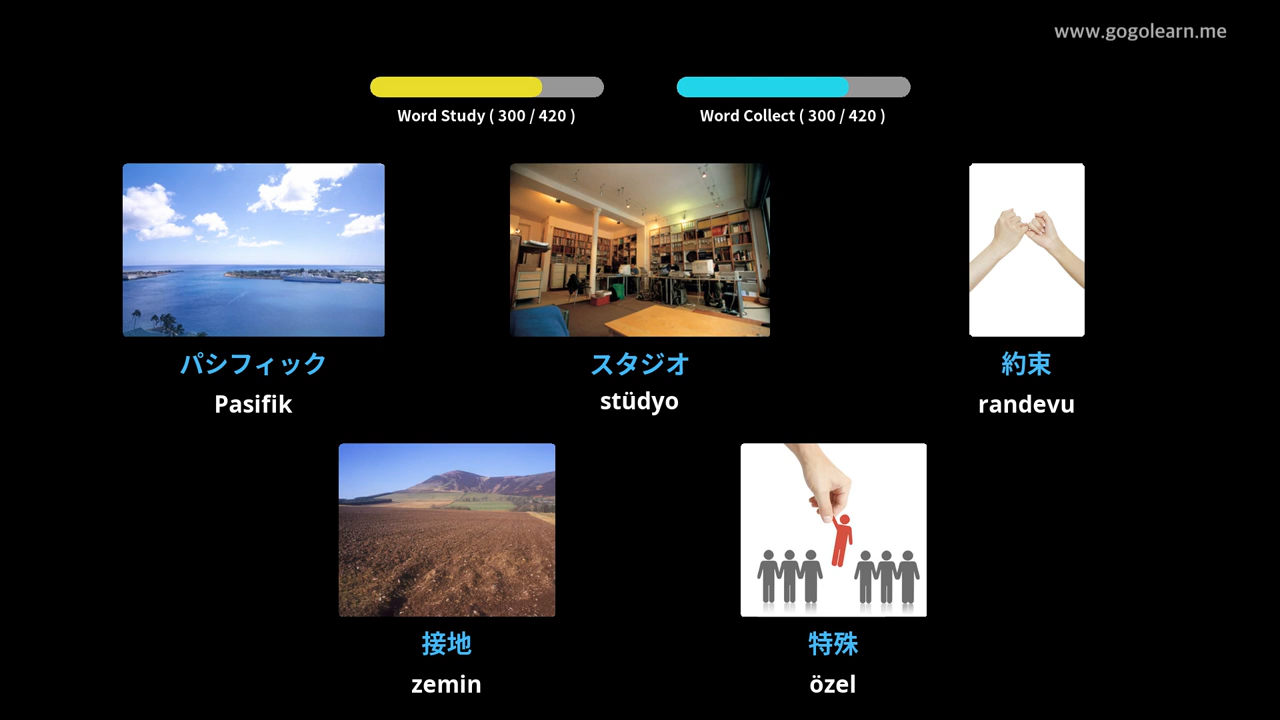 www.gogolearn.me
Word Study ( 300 / 420 )
Word Collect ( 300 / 420 )
パシフィック
Pasifik
スタジオ
stüdyo
約束
randevu
接地
zemin
特殊
özel